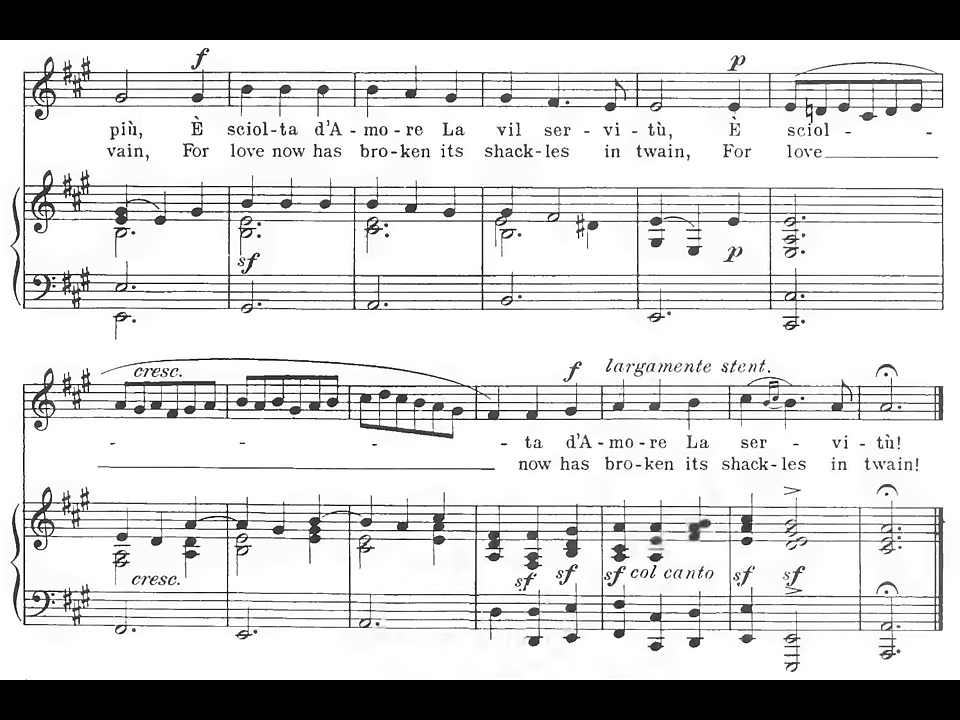 f p
più, È sciol-ta d'A-mo-re La vil ser-vi-tù, È sciol-
vain, For love now has bro-ken its shack-les in twain, For love
sf p
cresc. f largamente stent.
- - - - ta d'A-mo-re La ser-vi-tù!
now has bro-ken its shack-les in twain!
cresc. sf sf sf col canto sf sf